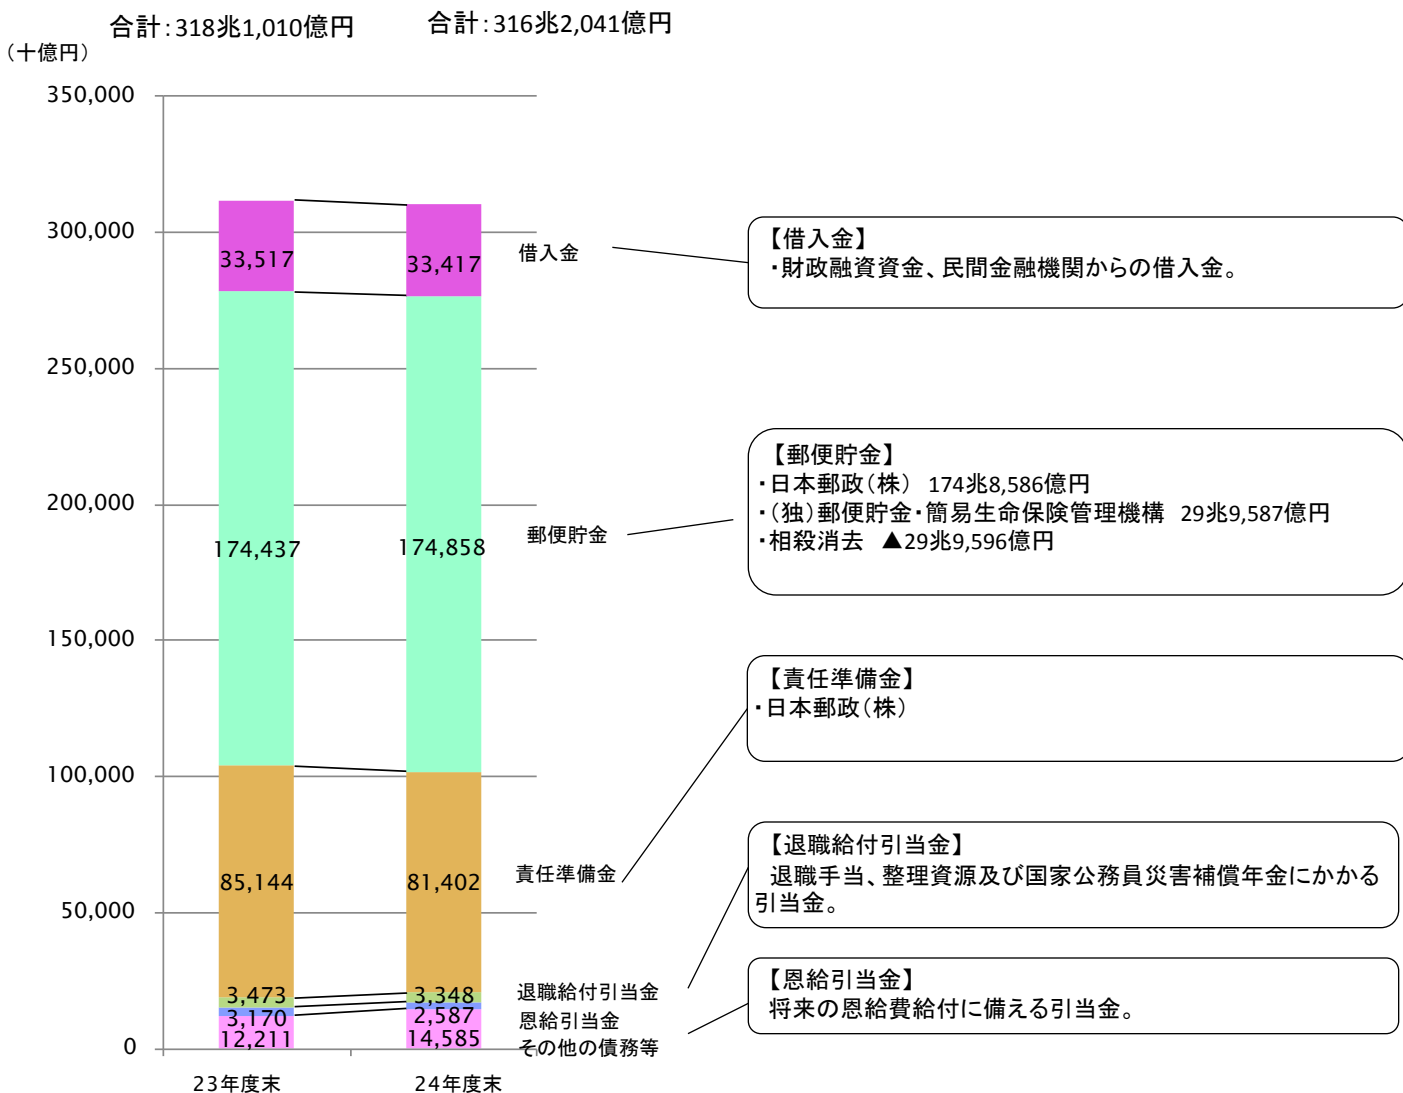 合計:318兆1,010億円
合計:316兆2,041億円
(十億円)
350,000
300,000
250,000
200,000
150,000
100,000
50,000
0
33,517
174,437
85,144
3,473
3,170
12,211
33,417
174,858
81,402
3,348
2,587
14,585
23年度末
24年度末
借入金
郵便貯金
責任準備金
退職給付引当金
恩給引当金
その他の債務等
【借入金】
・財政融資資金、民間金融機関からの借入金。
【郵便貯金】
・日本郵政(株) 174兆8,586億円
・(独)郵便貯金・簡易生命保険管理機構 29兆9,587億円
・相殺消去 ▲29兆9,596億円
【責任準備金】
・日本郵政(株)
【退職給付引当金】
退職手当、整理資源及び国家公務員災害補償年金にかかる
引当金。
【恩給引当金】
将来の恩給費給付に備える引当金。